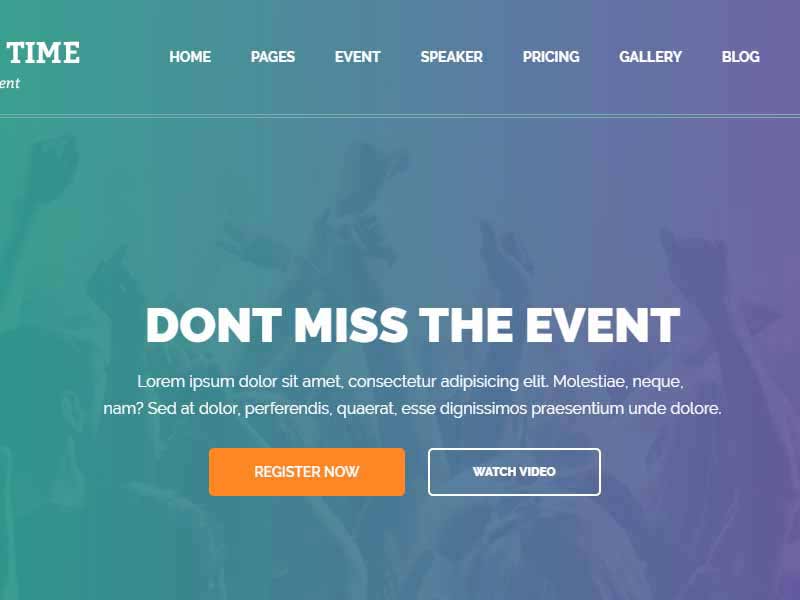 TIME
ent
HOME PAGES EVENT SPEAKER PRICING GALLERY BLOG
DONT MISS THE EVENT
Lorem ipsum dolor sit amet, consectetur adipisicing elit. Molestiae, neque,
nam? Sed at dolor, perferendis, quaerat, esse dignissimos praesentium unde dolore.
REGISTER NOW WATCH VIDEO